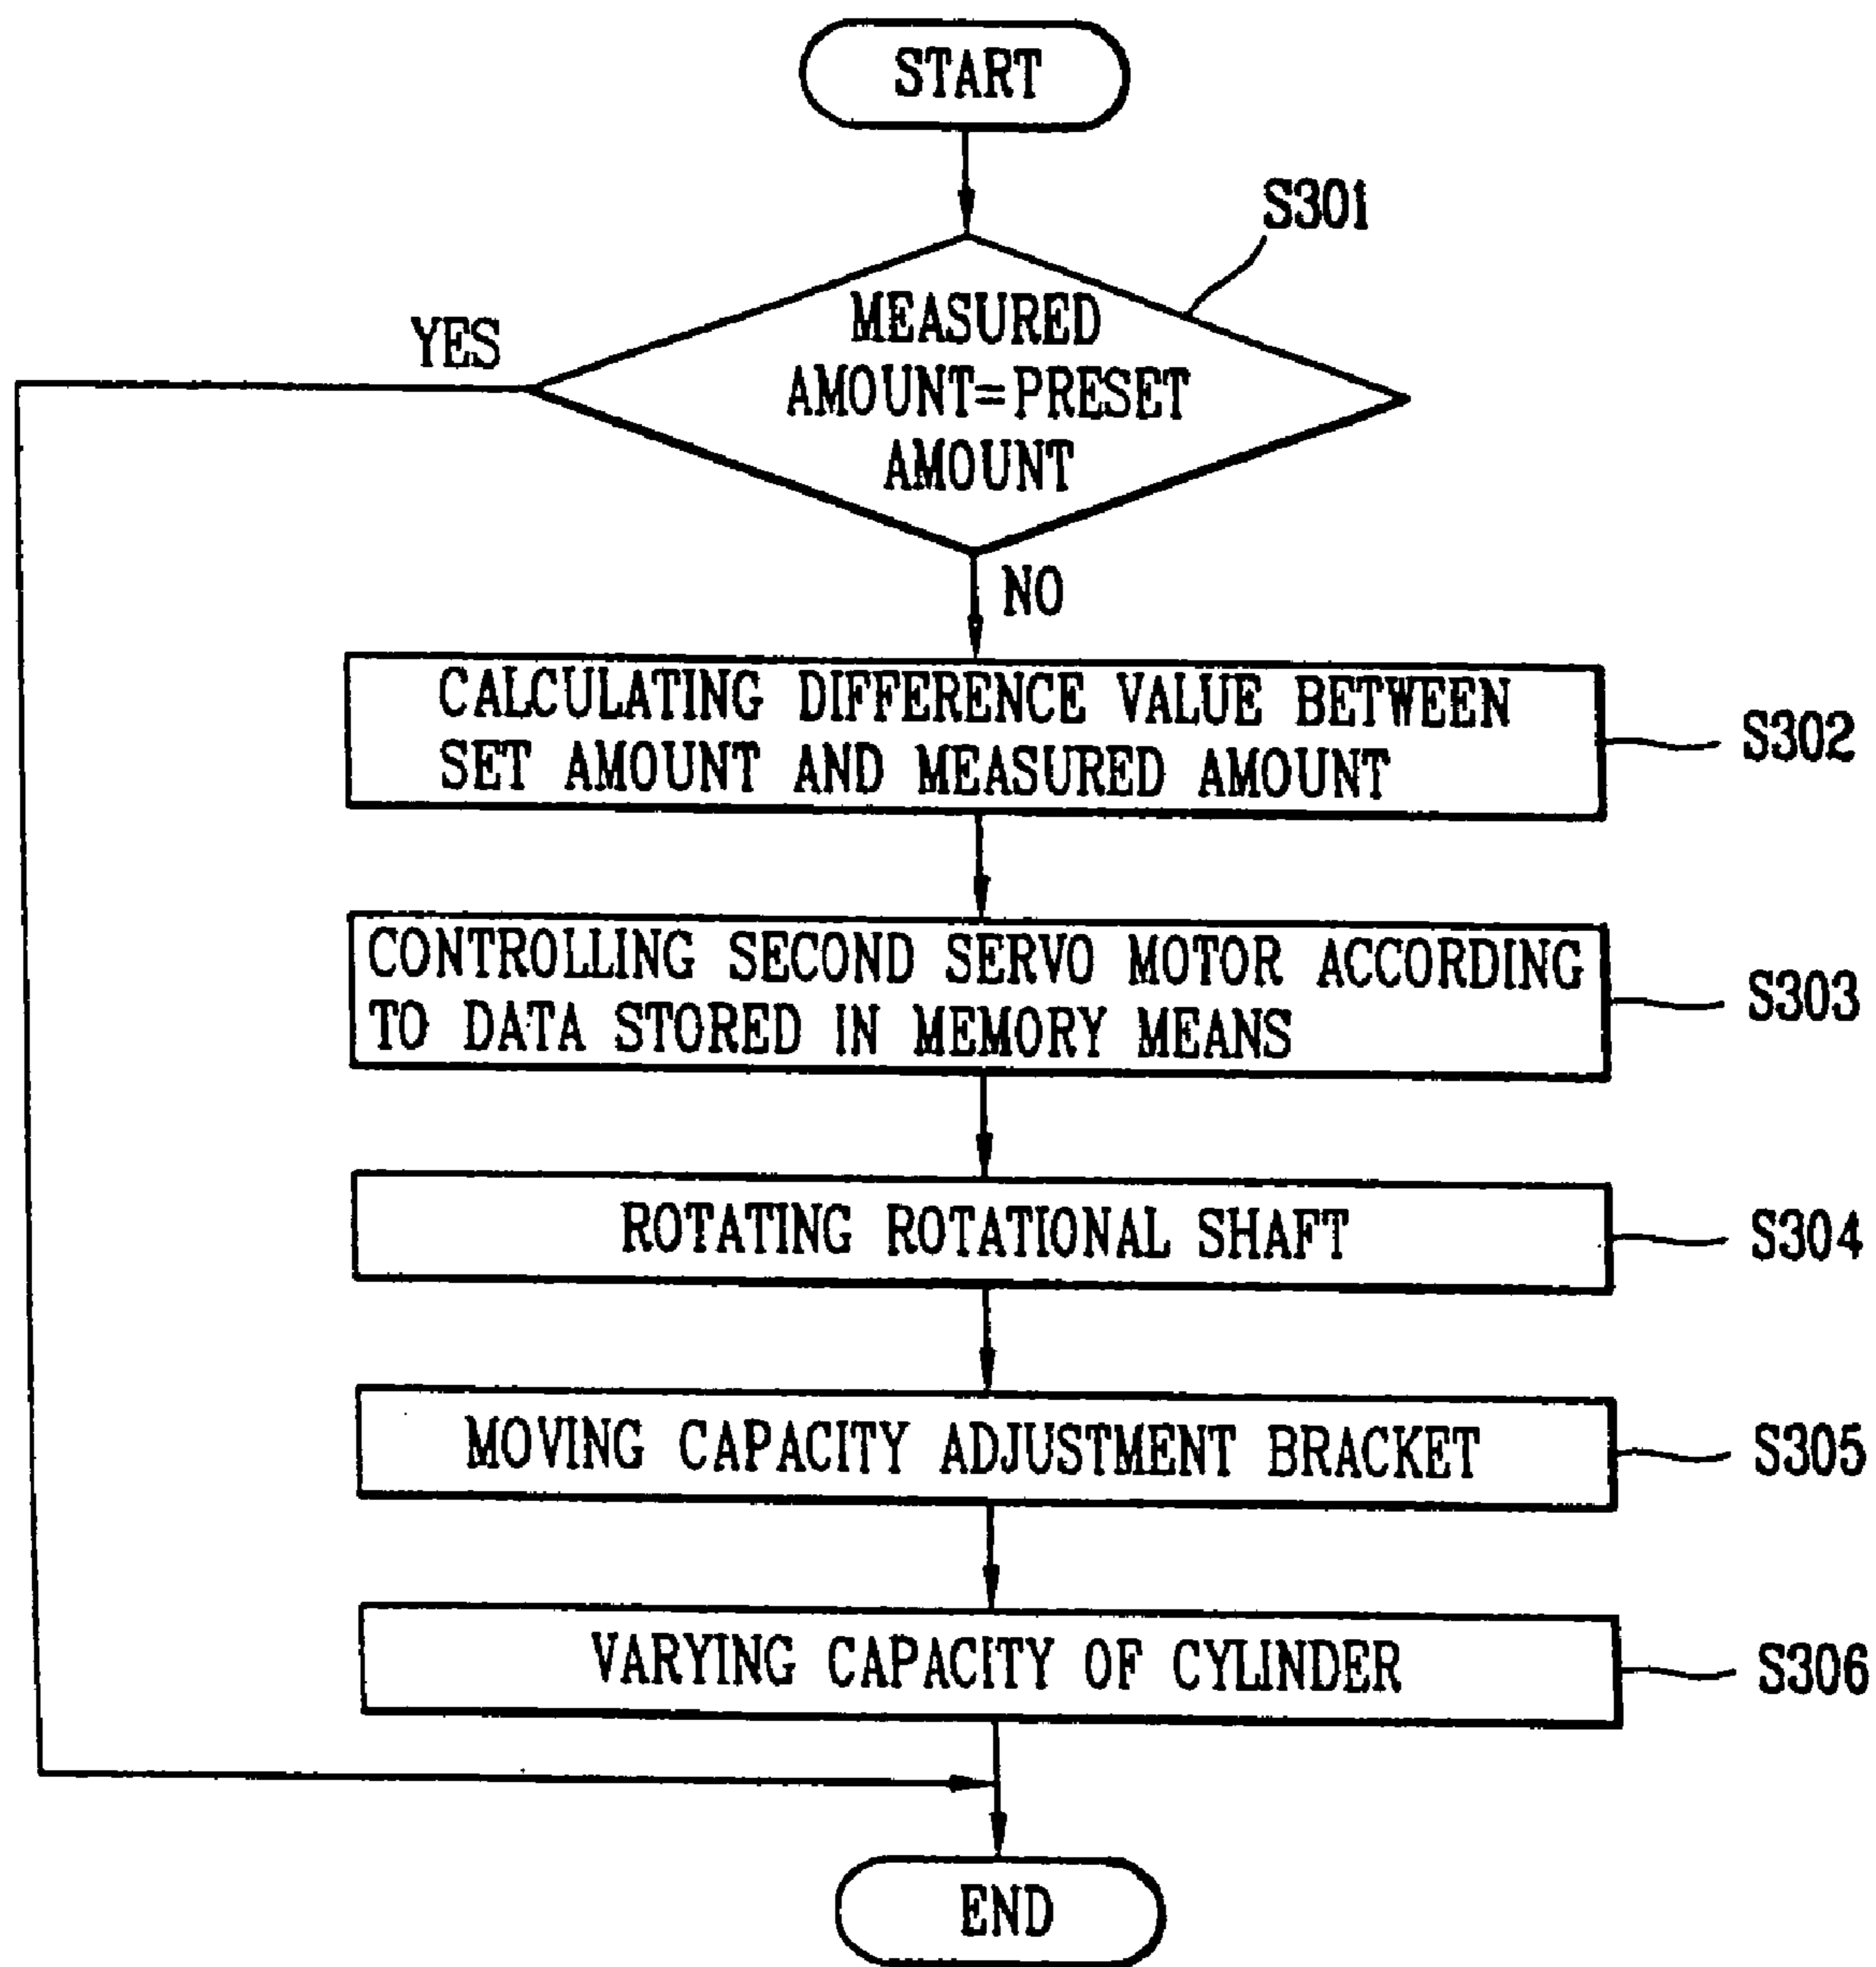 START
S301
MEASURED
AMOUNT=PRESET
AMOUNT
YES
NO
CALCULATING DIFFERENCE VALUE BETWEEN
SET AMOUNT AND MEASURED AMOUNT
S302
CONTROLLING SECOND SERVO MOTOR ACCORDING
TO DATA STORED IN MEMORY MEANS
S303
ROTATING ROTATIONAL SHAFT
S304
MOVING CAPACITY ADJUSTMENT BRACKET
S305
VARYING CAPACITY OF CYLINDER
S306
END